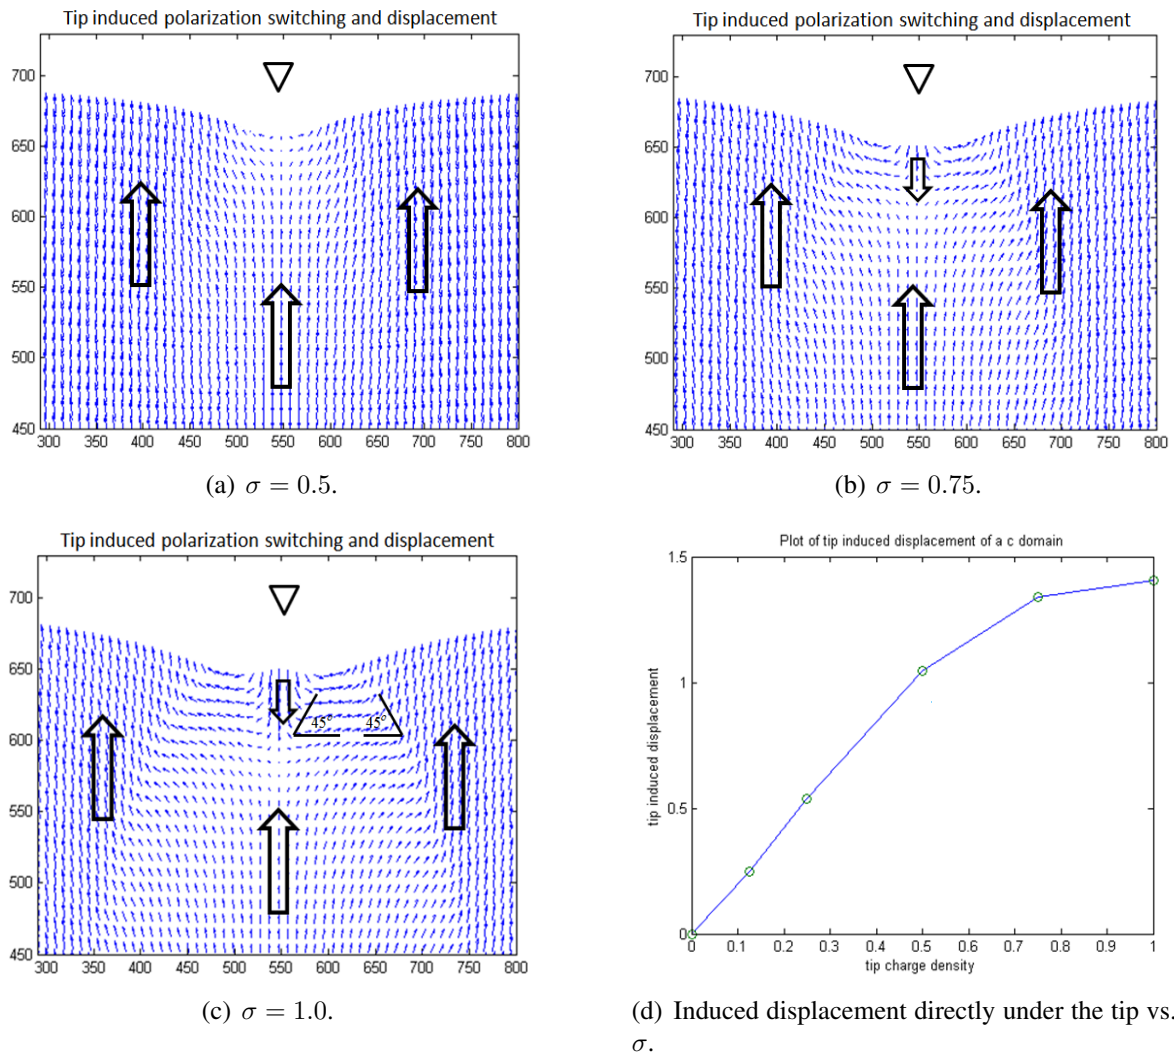 Tip induced polarization switching and displacement
700
650
600
550
500
450
300 350 400 450 500 550 600 650 700 750 800
(a) σ = 0.5.
Tip induced polarization switching and displacement
700
650
600
550
500
450
300 350 400 450 500 550 600 650 700 750 800
(b) σ = 0.75.
Tip induced polarization switching and displacement
700
650
600
550
500
450
45° 45°
300 350 400 450 500 550 600 650 700 750 800
(c) σ = 1.0.
Plot of tip induced displacement of a c domain
1.5
1
0.5
0
tip induced displacement
0 0.1 0.2 0.3 0.4 0.5 0.6 0.7 0.8 0.9 1
tip charge density
(d) Induced displacement directly under the tip vs.
σ.